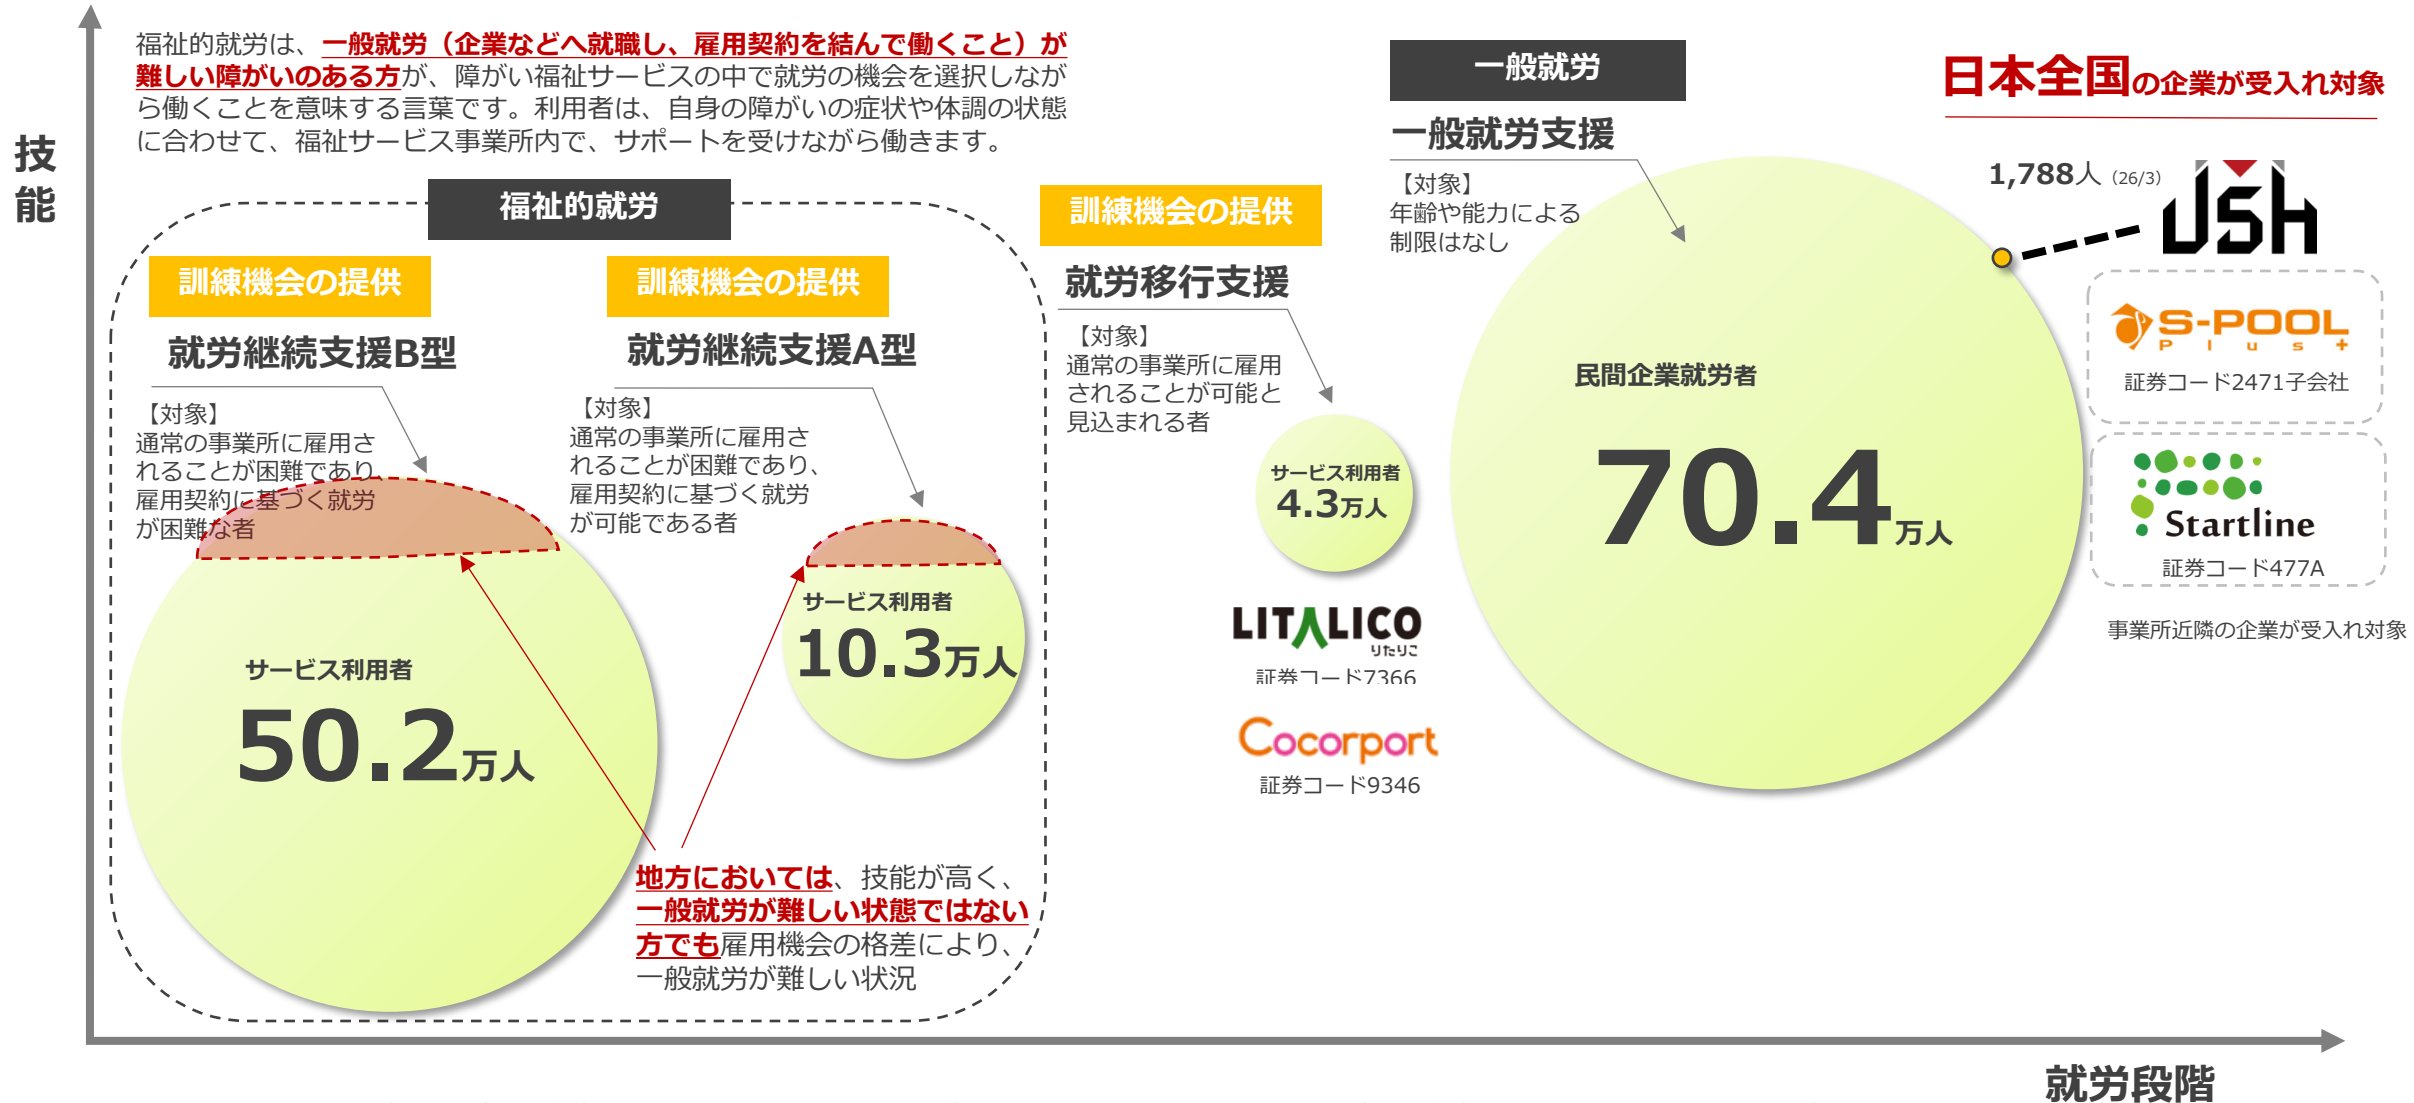 技
能
福祉的就労は、一般就労（企業などへ就職し、雇用契約を結んで働くこと）が
難しい障がいのある方が、障がい福祉サービスの中で就労の機会を選択しなが
ら働くことを意味する言葉です。利用者は、自身の障がいの症状や体調の状態
に合わせて、福祉サービス事業所内で、サポートを受けながら働きます。
福祉的就労
訓練機会の提供
就労継続支援B型
【対象】
通常の事業所に雇用さ
れることが困難であり、
雇用契約に基づく就労
が困難な者
サービス利用者
50.2万人
訓練機会の提供
就労継続支援A型
【対象】
通常の事業所に雇用さ
れることが困難であり、
雇用契約に基づく就労
が可能である者
サービス利用者
10.3万人
地方においては、技能が高く、
一般就労が難しい状態ではない
方でも雇用機会の格差により、
一般就労が難しい状況
訓練機会の提供
就労移行支援
【対象】
通常の事業所に雇用
されることが可能と
見込まれる者
サービス利用者
4.3万人
LITALICO
りたりこ
証券コード7366
Cocorport
証券コード9346
一般就労
一般就労支援
【対象】
年齢や能力による
制限はなし
民間企業就労者
70.4万人
日本全国の企業が受入れ対象
1,788人（26/3）
JSH
S-POOL
Plus+
証券コード2471子会社
Startline
証券コード477A
事業所近隣の企業が受入れ対象
就労段階